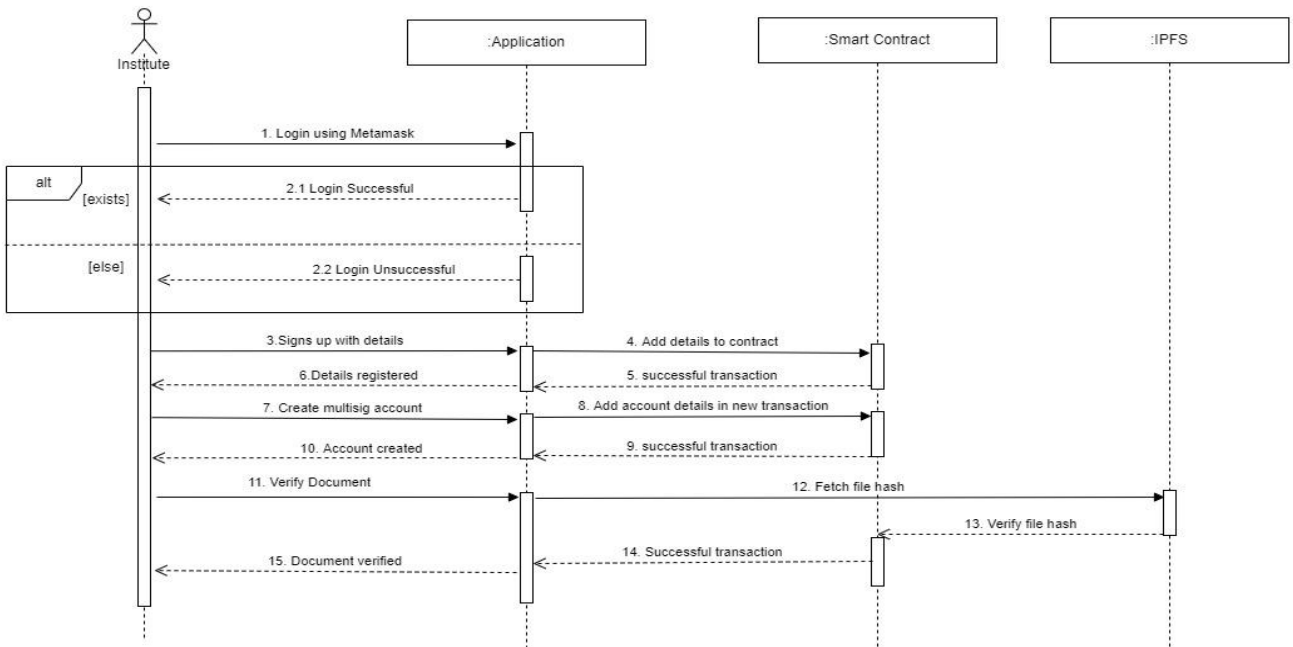 Institute
:Application
:Smart Contract
:IPFS
1. Login using Metamask
alt
2.1 Login Successful
[exists]
[else]
2.2 Login Unsuccessful
3.Signs up with details
4. Add details to contract
6.Details registered
5. successful transaction
7. Create multisig account
8. Add account details in new transaction
10. Account created
9. successful transaction
11. Verify Document
12. Fetch file hash
13. Verify file hash
15. Document verified
14. Successful transaction